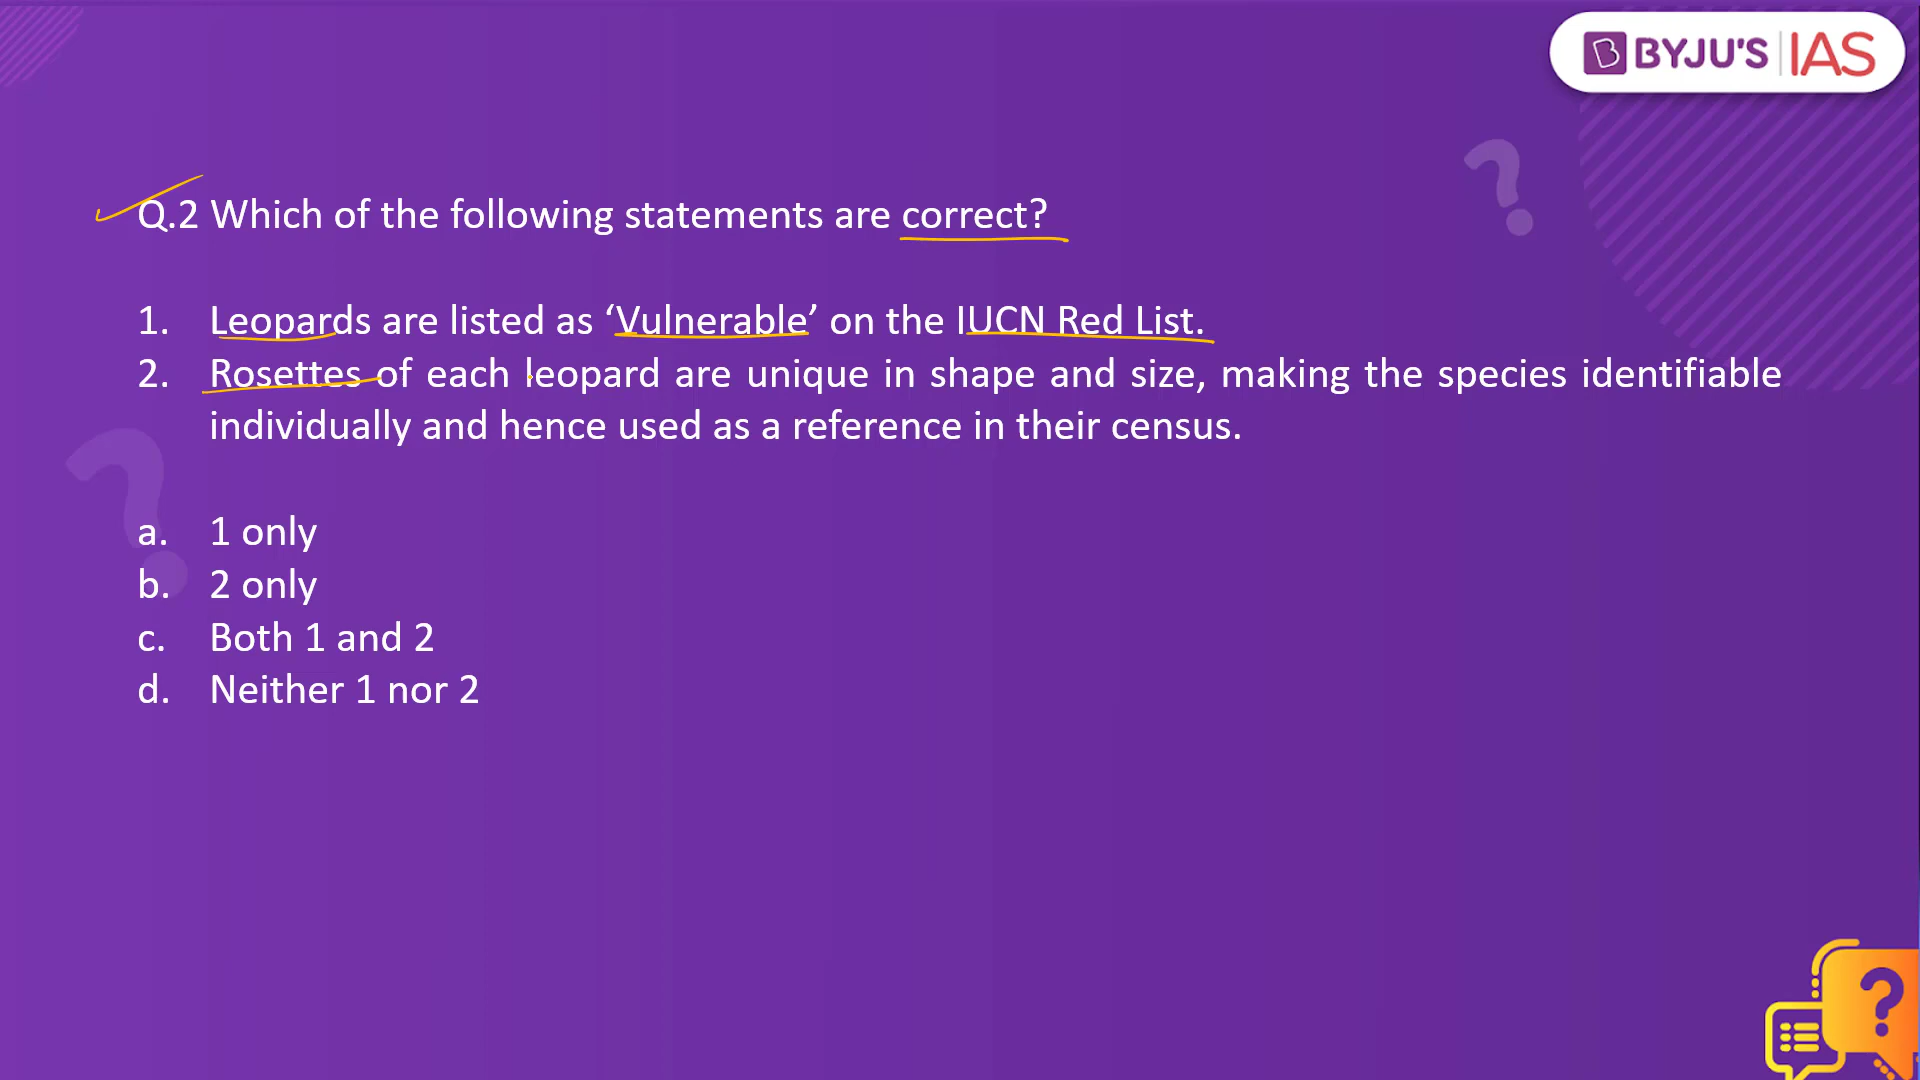 BYJU'S IAS
Q.2 Which of the following statements are correct?
1. Leopards are listed as ‘Vulnerable’ on the IUCN Red List.
2. Rosettes of each leopard are unique in shape and size, making the species identifiable
individually and hence used as a reference in their census.
a. 1 only
b. 2 only
c. Both 1 and 2
d. Neither 1 nor 2